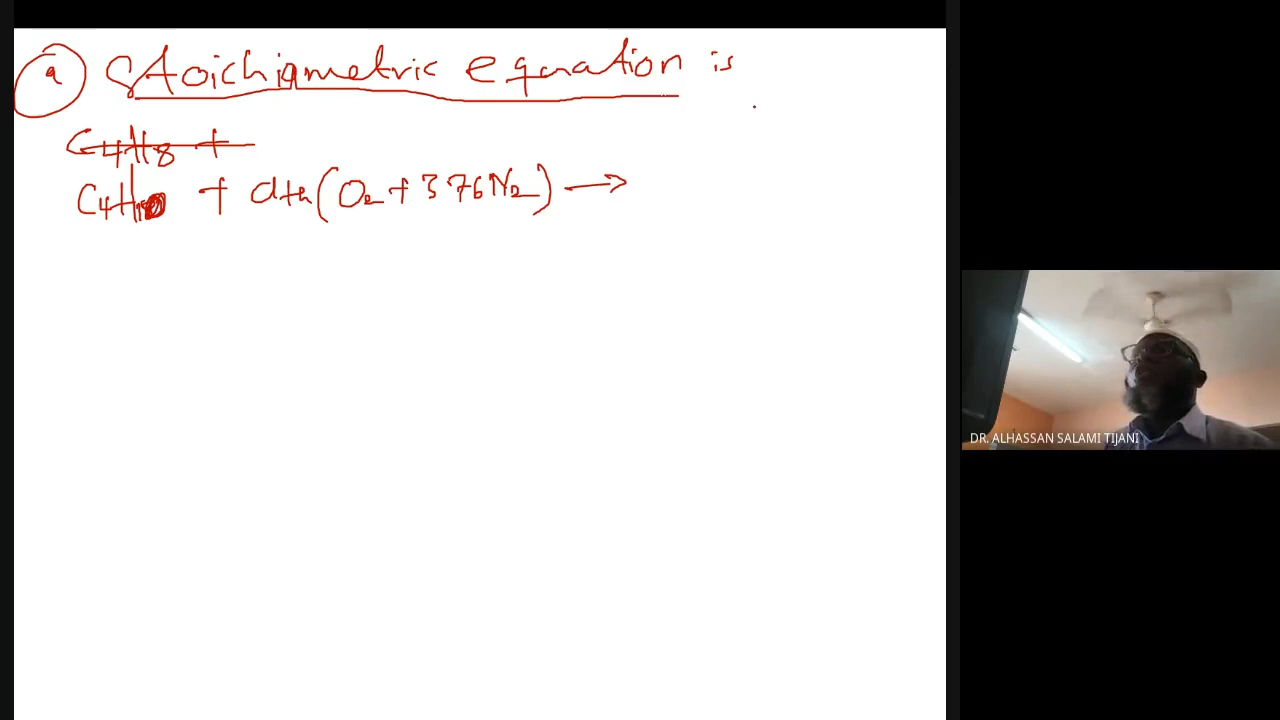 a Stoichiometric equation is
C4H8 +
C4H10 + ath(O2 + 3.76N2) →
DR. ALHASSAN SALAMI TIJANI